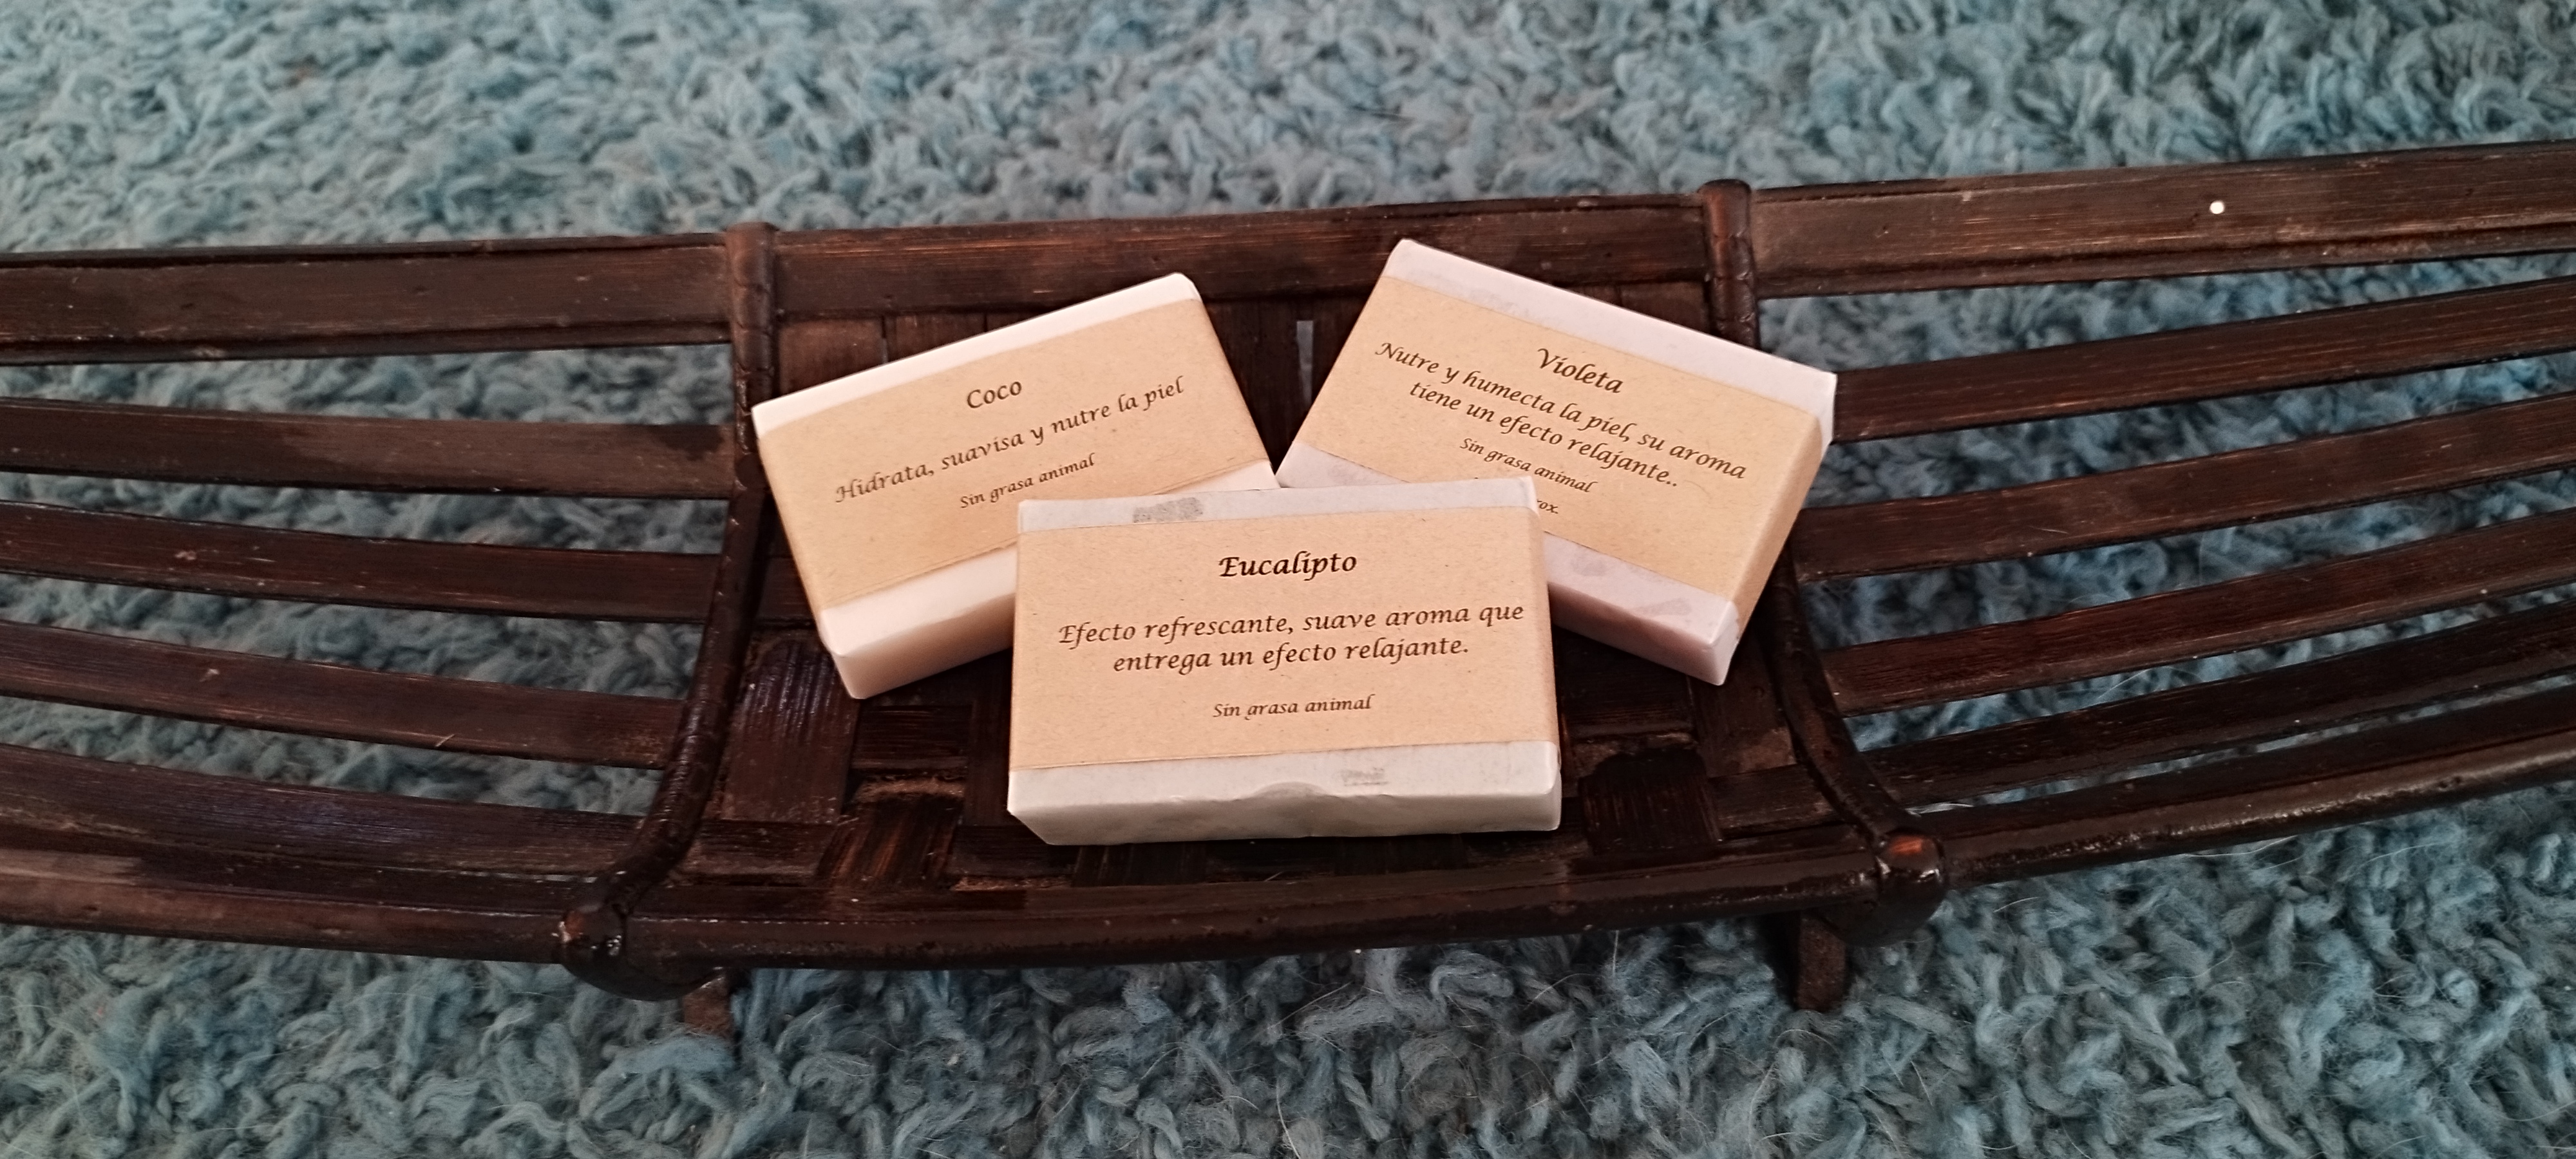 Coco
Hidrata, suavisa y nutre la piel
Sin grasa animal
Violeta
Nutre y humecta la piel, su aroma
tiene un efecto relajante..
Sin grasa animal
Eucalipto
Efecto refrescante, suave aroma que
entrega un efecto relajante.
Sin grasa animal